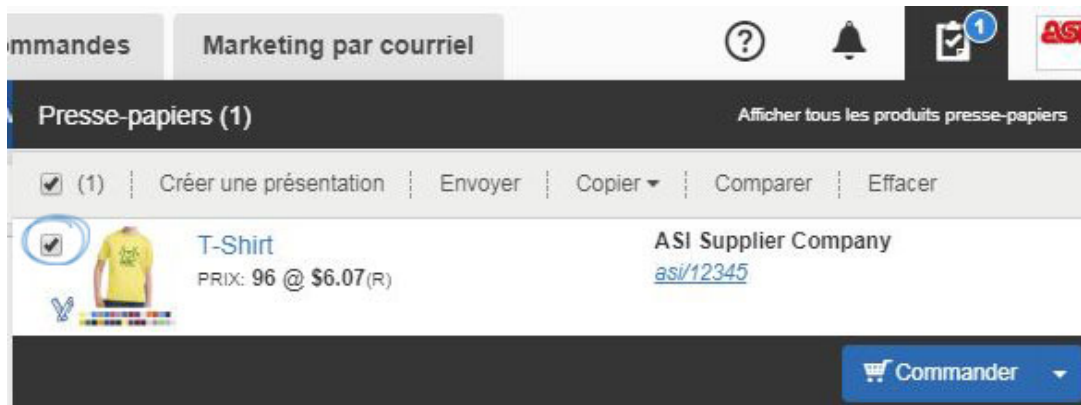 mmandes
Marketing par courriel
1
Presse-papiers (1)
Afficher tous les produits presse-papiers
(1)
Créer une présentation
Envoyer
Copier
Comparer
Effacer
T-Shirt
ASI Supplier Company
PRIX: 96 @ $6.07(R)
asi/12345
Commander